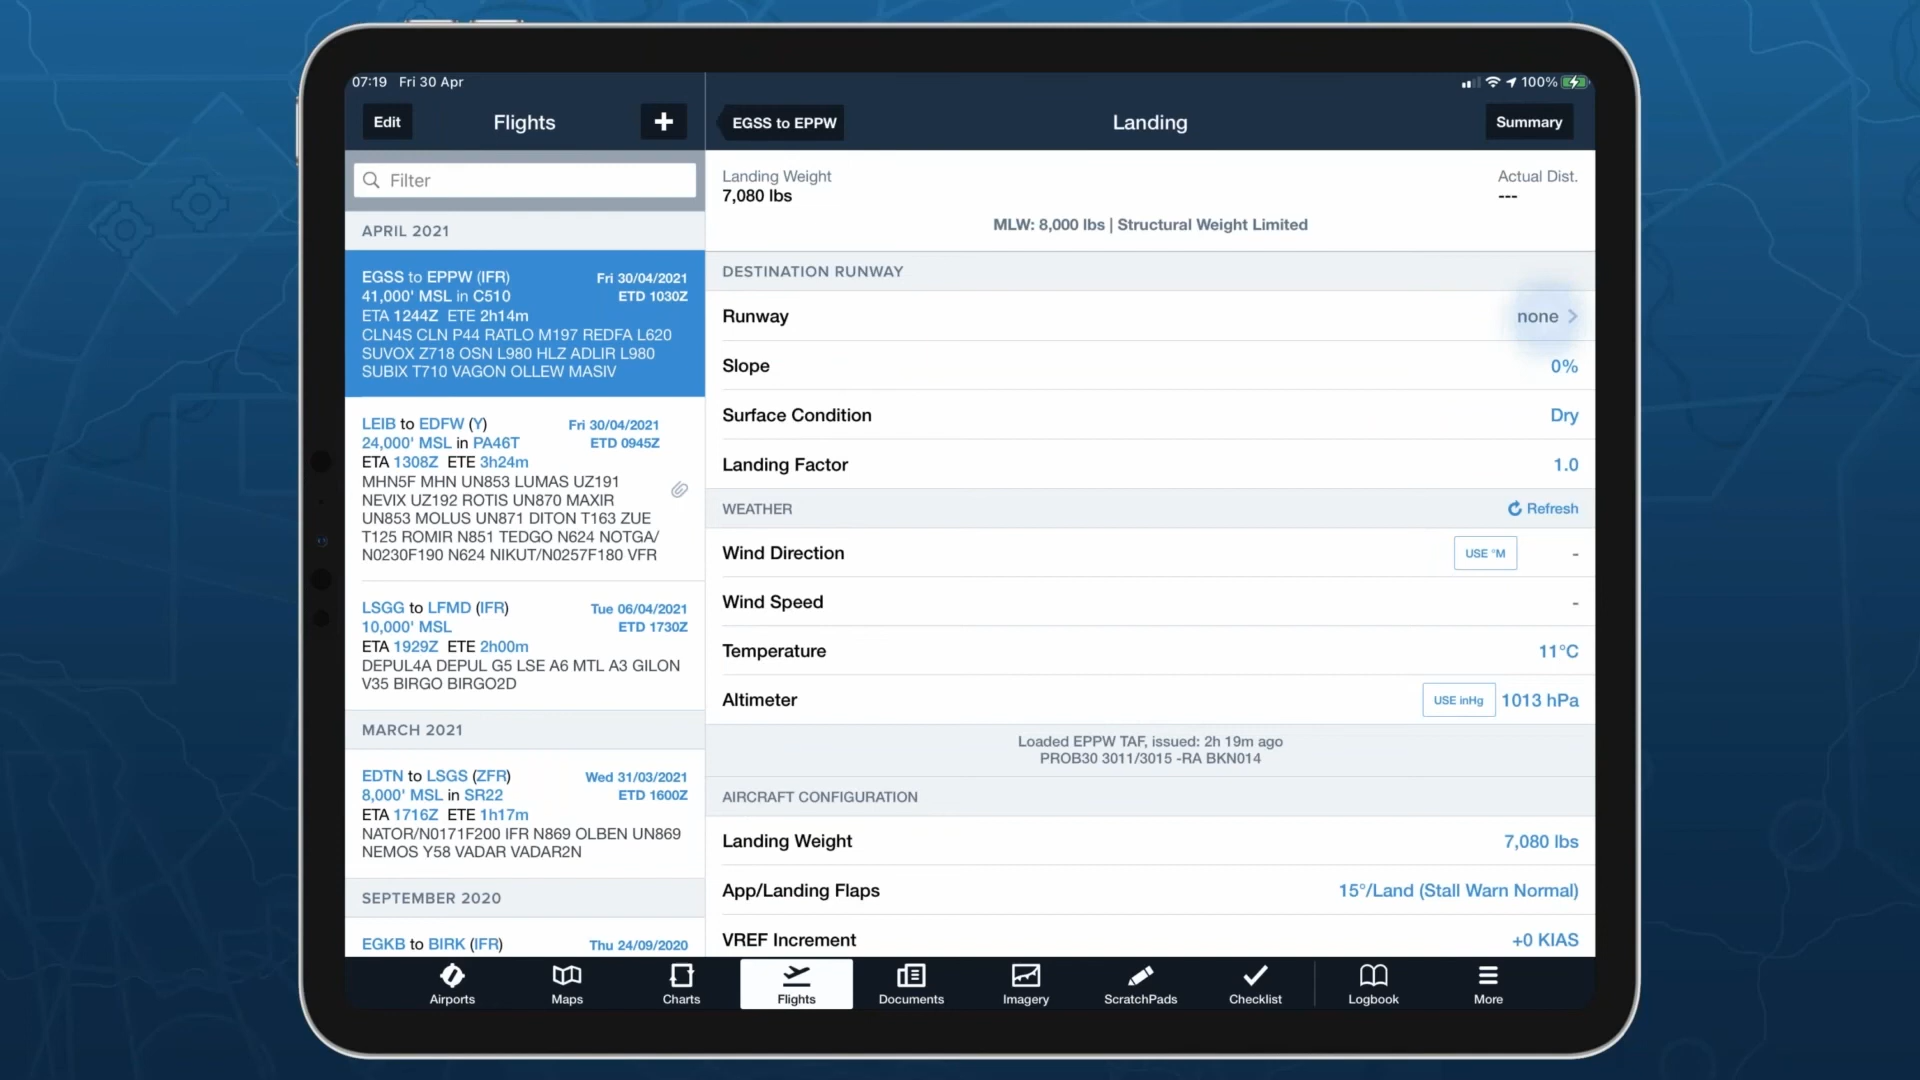 07:19 Fri 30 Apr
100%
Edit
Flights
+
EGSS to EPPW
Landing
Summary
Filter
APRIL 2021
EGSS to EPPW (IFR)
Fri 30/04/2021
41,000' MSL in C510
ETD 1030Z
ETA 1244Z ETE 2h14m
CLN4S CLN P44 RATLO M197 REDFA L620
SUVOX Z718 OSN L980 HLZ ADLIR L980
SUBIX T710 VAGON OLLEW MASIV
LEIB to EDFW (Y)
Fri 30/04/2021
24,000' MSL in PA46T
ETD 0945Z
ETA 1308Z ETE 3h24m
MHN5F MHN UN853 LUMAS UZ191
NEVIX UZ192 ROTIS UN870 MAXIR
UN853 MOLUS UN871 DITON T163 ZUE
T125 ROMIR N851 TEDGO N624 NOTGA/
N0230F190 N624 NIKUT/N0257F180 VFR
LSGG to LFMD (IFR)
Tue 06/04/2021
10,000' MSL
ETD 1730Z
ETA 1929Z ETE 2h00m
DEPUL4A DEPUL G5 LSE A6 MTL A3 GILON
V35 BIRGO BIRGO2D
MARCH 2021
EDTN to LSGS (ZFR)
Wed 31/03/2021
8,000' MSL in SR22
ETD 1600Z
ETA 1716Z ETE 1h17m
NATOR/N0171F200 IFR N869 OLBEN UN869
NEMOS Y58 VADAR VADAR2N
SEPTEMBER 2020
EGKB to BIRK (IFR)
Thu 24/09/2020
Landing Weight
Actual Dist.
7,080 lbs
---
MLW: 8,000 lbs | Structural Weight Limited
DESTINATION RUNWAY
Runway
none
Slope
0%
Surface Condition
Dry
Landing Factor
1.0
WEATHER
Refresh
Wind Direction
USE °M
-
Wind Speed
-
Temperature
11°C
Altimeter
USE inHg
1013 hPa
Loaded EPPW TAF, issued: 2h 19m ago
PROB30 3011/3015 -RA BKN014
AIRCRAFT CONFIGURATION
Landing Weight
7,080 lbs
App/Landing Flaps
15°/Land (Stall Warn Normal)
VREF Increment
+0 KIAS
Airports
Maps
Charts
Flights
Documents
Imagery
ScratchPads
Checklist
Logbook
More